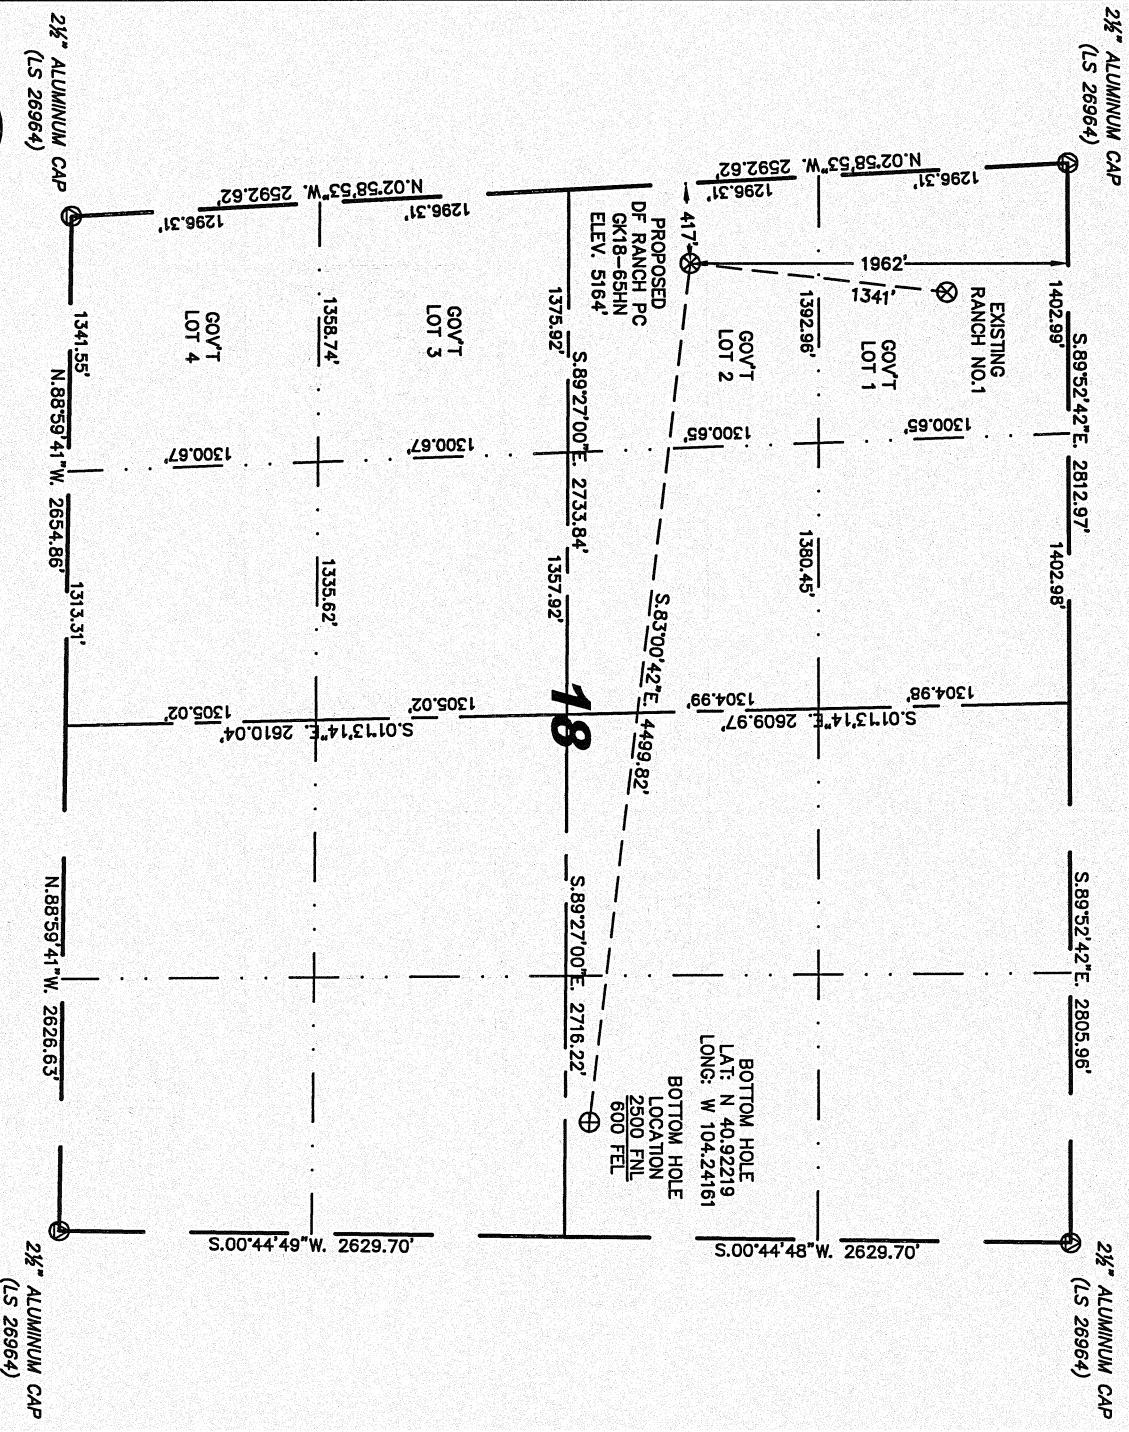 2½" ALUMINUM CAP
(LS 26964)
2½" ALUMINUM CAP
(LS 26964)
S.89°52'42"E. 2812.97'
1402.99'
1402.98'
S.89°52'42"E. 2805.96'
N.02°58'53"W. 2592.62'
1296.31'
1296.31'
EXISTING
RANCH NO.1
1962'
1341'
GOV'T
LOT 1
1300.65'
1304.98'
S.01°13'14"E. 2609.97'
1392.96'
1380.45'
417'
PROPOSED
DF RANCH PC
GK18-65HN
ELEV. 5164'
GOV'T
LOT 2
1300.65'
1304.99'
S.83°00'42"E. 4499.82'
BOTTOM HOLE
LAT: N 40.92219
LONG: W 104.24161
BOTTOM HOLE
LOCATION
2500 FNL
600 FEL
S.00°44'48"W. 2629.70'
S.89°27'00"E. 2733.84'
1375.92'
1357.92'
18
S.89°27'00"E. 2716.22'
N.02°58'53"W. 2592.62'
1296.31'
1296.31'
GOV'T
LOT 3
1300.67'
1305.02'
S.01°13'14"E. 2610.04'
1358.74'
1335.62'
GOV'T
LOT 4
1300.67'
1305.02'
S.00°44'49"W. 2629.70'
1341.55'
1313.31'
N.88°59'41"W. 2654.86'
N.88°59'41"W. 2626.63'
2½" ALUMINUM CAP
(LS 26964)
2½" ALUMINUM CAP
(LS 26964)